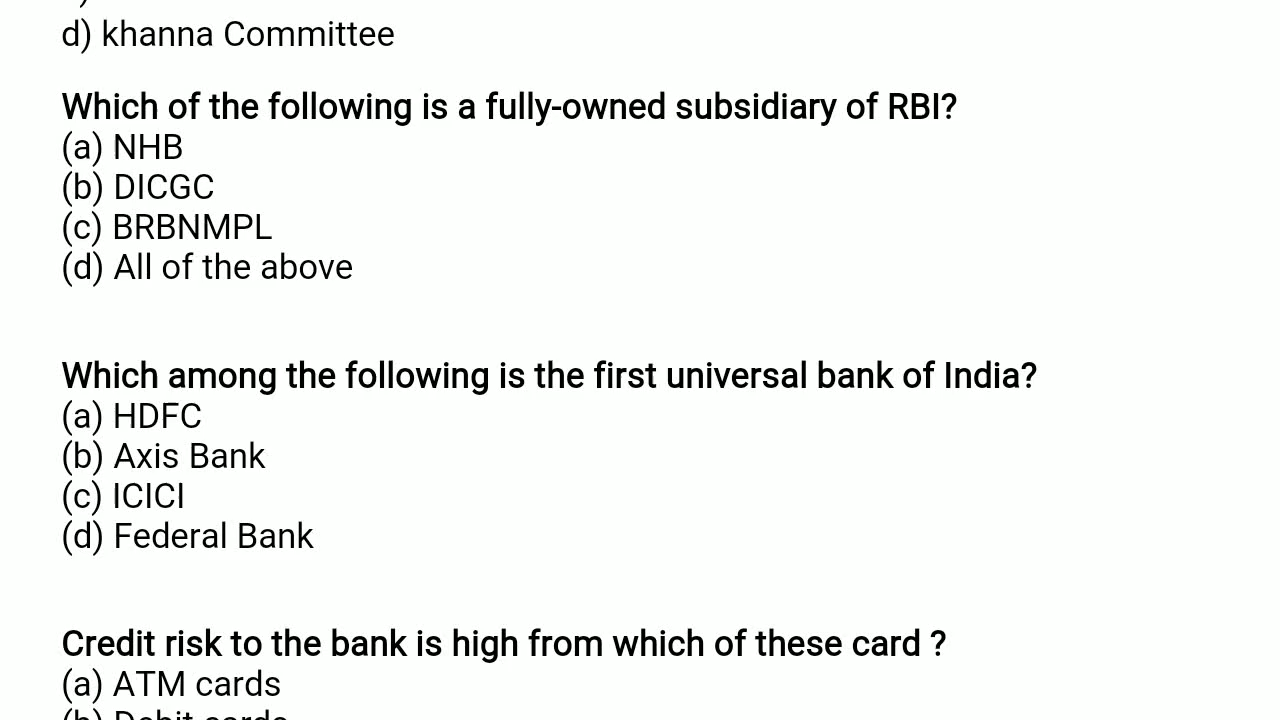 d) khanna Committee
Which of the following is a fully-owned subsidiary of RBI?
(a) NHB
(b) DICGC
(c) BRBNMPL
(d) All of the above
Which among the following is the first universal bank of India?
(a) HDFC
(b) Axis Bank
(c) ICICI
(d) Federal Bank
Credit risk to the bank is high from which of these card ?
(a) ATM cards
(b) Debit cards